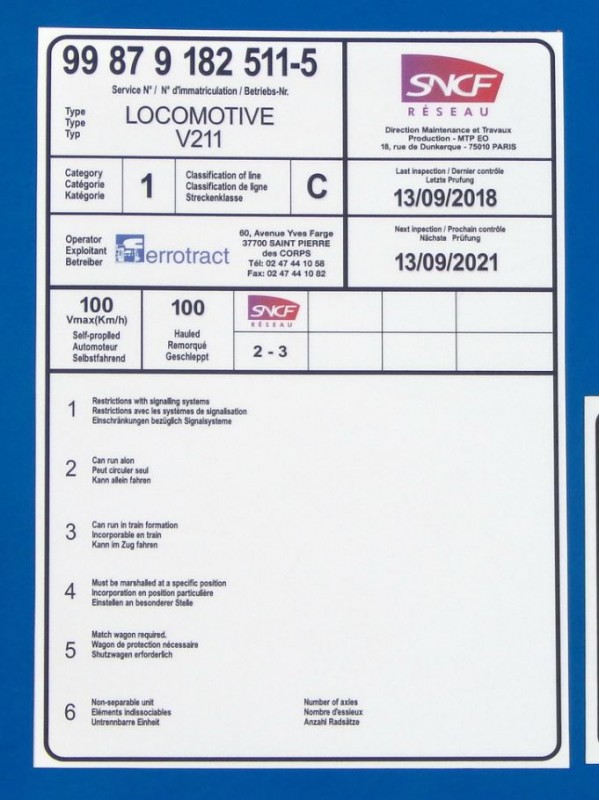 99 87 9 182 511-5
Service N° / N° d'immatriculation / Betriebs-Nr.
Type
Type
Typ
LOCOMOTIVE
V211
SNCF
RÉSEAU
Direction Maintenance et Travaux
Production - MTP EO
18, rue de Dunkerque - 75010 PARIS
Category
Catégorie
Katégorie
1
Classification of line
Classification de ligne
Streckenklasse
C
Last inspection / Dernier contrôle
Letzte Prufung
13/09/2018
Operator
Exploitant
Betreiber
Ferrotract
60, Avenue Yves Farge
37700 SAINT PIERRE
des CORPS
Tél: 02 47 44 10 58
Fax: 02 47 44 10 82
Next inspection / Prochain contrôle
Nächste Prüfung
13/09/2021
100
Vmax(Km/h)
Self-proplled
Automoteur
Selbstfahrend
100
Hauled
Remorqué
Geschleppt
SNCF
RÉSEAU
2 - 3
1
Restrictions with signalling systems
Restrictions avec les systémes de signalisation
Einschränkungen bezüglich Signalsysteme
2
Can run alon
Peut circuler seul
Kann allein fahren
3
Can run in train formation
Incorporable en train
Kann im Zug fahren
4
Must be marshalled at a specific position
Incorporation en position particulière
Einstellen an besonderer Stelle
5
Match wagon required.
Wagon de protection nécessaire
Shutzwagen erforderlich
6
Non-separable unit
Eléments indissociables
Untrennbarre Einheit
Number of axles
Nombre d'essieux
Anzahl Radsätze